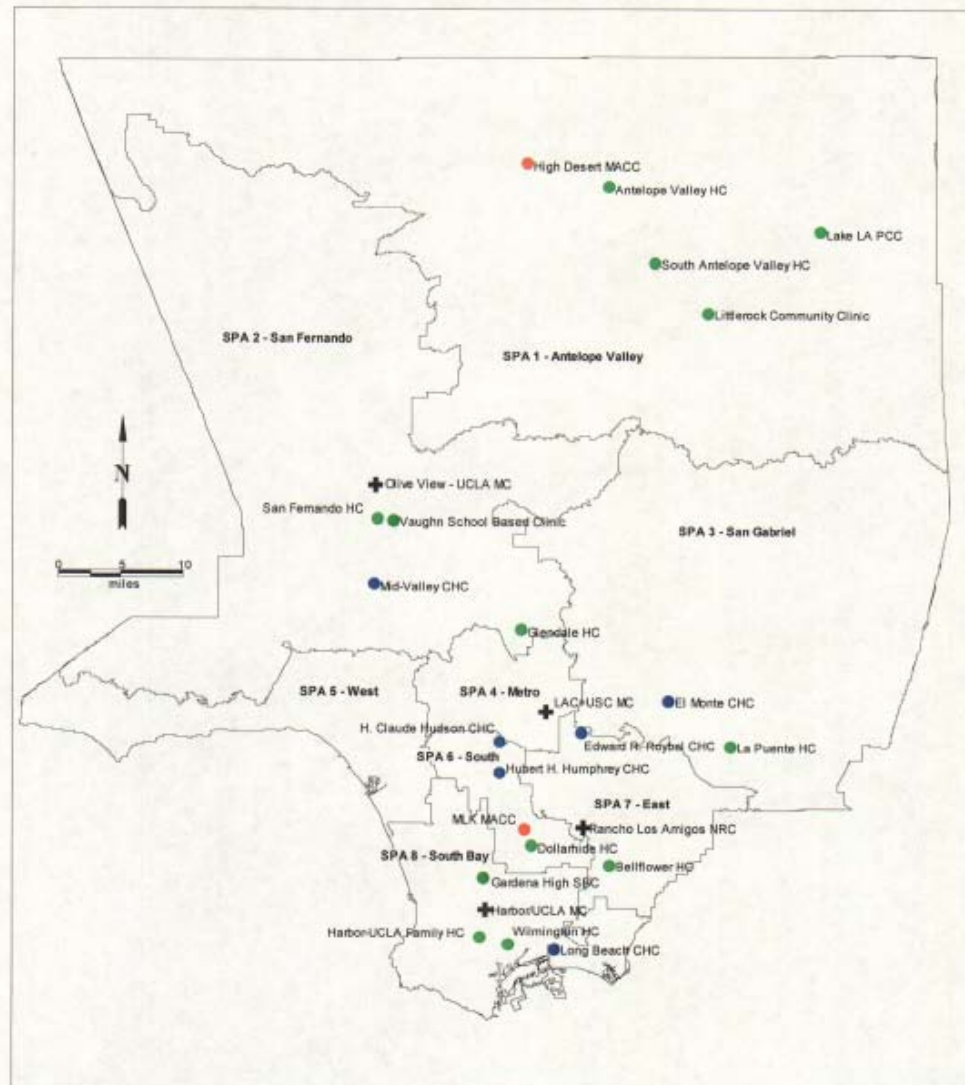 High Desert MACC
Antelope Valley HC
Lake LA PCC
South Antelope Valley HC
Littlerock Community Clinic
SPA 2 - San Fernando
SPA 1 - Antelope Valley
N
Olive View - UCLA MC
San Fernando HC
Vaughn School Based Clinic
SPA 3 - San Gabriel
0 5 10
miles
Mid-Valley CHC
Glendale HC
SPA 5 - West
SPA 4 - Metro
LAC+USC MC
El Monte CHC
H. Claude Hudson CHC
Edward R. Roybal CHC
La Puente HC
SPA 6 - South
Hubert H. Humphrey CHC
SPA 7 - East
MLK MACC
Rancho Los Amigos NRC
Dollarhide HC
SPA 8 - South Bay
Bellflower HC
Gardena High SBC
Harbor/UCLA MC
Harbor-UCLA Family HC
Wilmington HC
Long Beach CHC